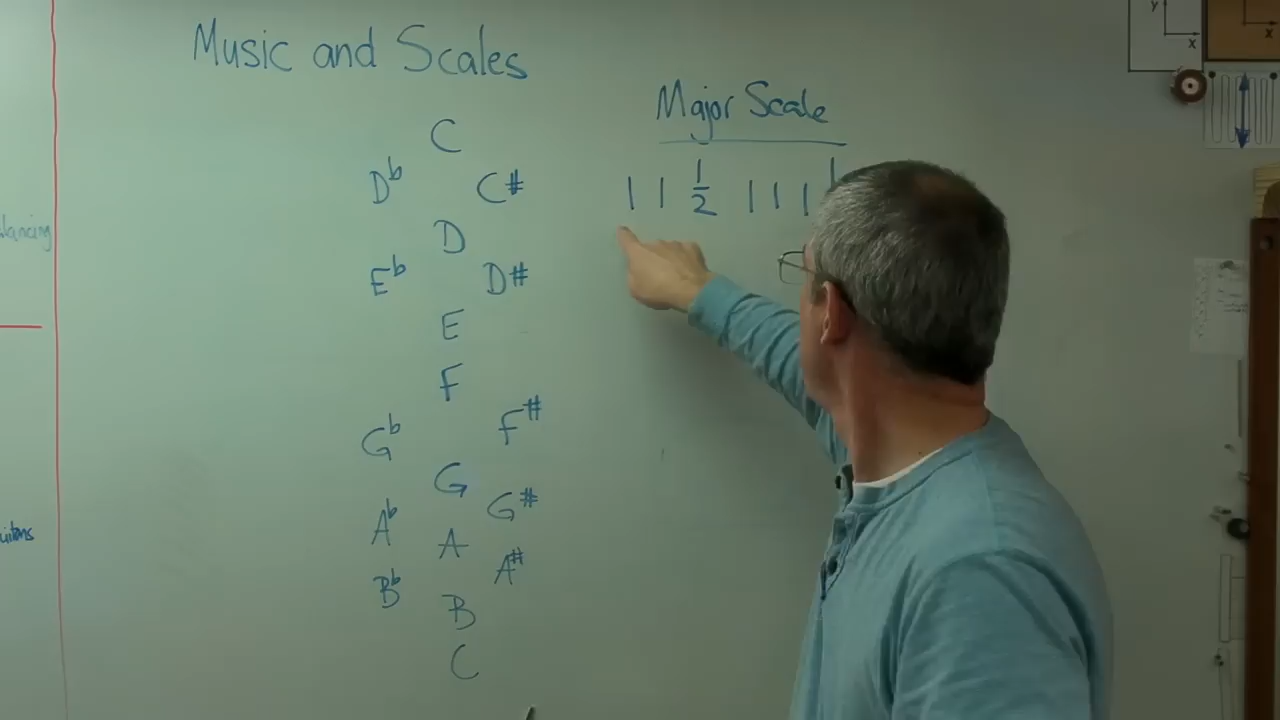 Music and Scales
Major Scale
1 1 1/2 1 1 1
C
D♭ C#
D
E♭ D#
E
F
G♭ F#
G
A♭ G#
A
B♭ A#
B
C
Y
X
X